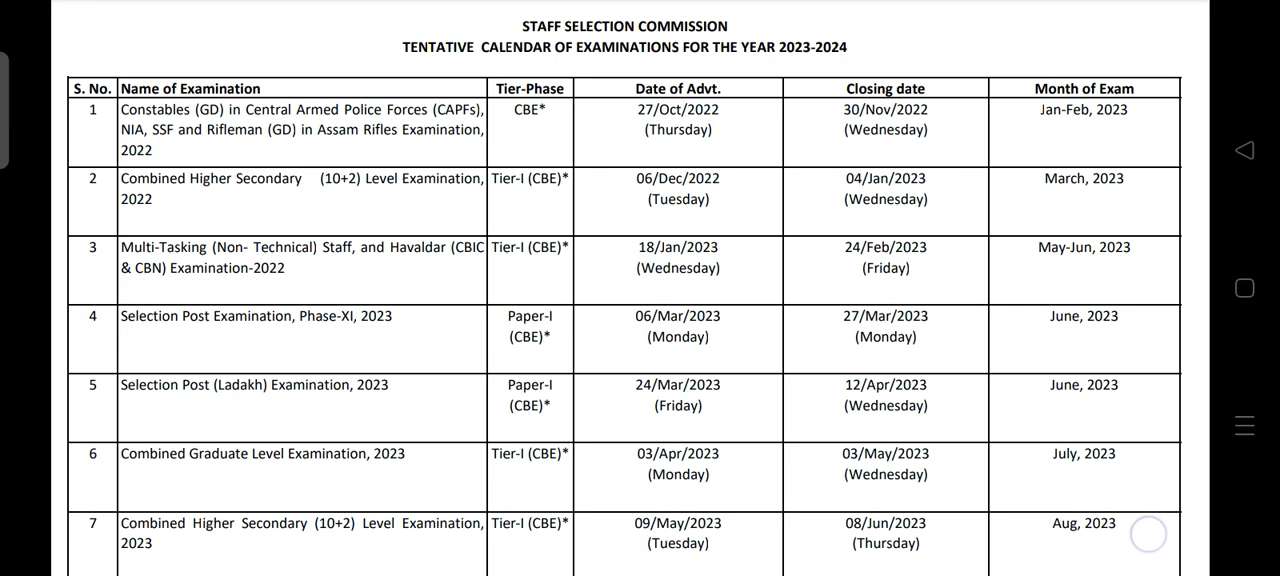 STAFF SELECTION COMMISSION
TENTATIVE CALENDAR OF EXAMINATIONS FOR THE YEAR 2023-2024
S. No. Name of Examination Tier-Phase Date of Advt. Closing date Month of Exam
1 Constables (GD) in Central Armed Police Forces (CAPFs), CBE* 27/Oct/2022 30/Nov/2022 Jan-Feb, 2023
NIA, SSF and Rifleman (GD) in Assam Rifles Examination, (Thursday) (Wednesday)
2022
2 Combined Higher Secondary (10+2) Level Examination, Tier-I (CBE)* 06/Dec/2022 04/Jan/2023 March, 2023
2022 (Tuesday) (Wednesday)
3 Multi-Tasking (Non- Technical) Staff, and Havaldar (CBIC Tier-I (CBE)* 18/Jan/2023 24/Feb/2023 May-Jun, 2023
& CBN) Examination-2022 (Wednesday) (Friday)
4 Selection Post Examination, Phase-XI, 2023 Paper-I 06/Mar/2023 27/Mar/2023 June, 2023
(CBE)* (Monday) (Monday)
5 Selection Post (Ladakh) Examination, 2023 Paper-I 24/Mar/2023 12/Apr/2023 June, 2023
(CBE)* (Friday) (Wednesday)
6 Combined Graduate Level Examination, 2023 Tier-I (CBE)* 03/Apr/2023 03/May/2023 July, 2023
(Monday) (Wednesday)
7 Combined Higher Secondary (10+2) Level Examination, Tier-I (CBE)* 09/May/2023 08/Jun/2023 Aug, 2023
2023 (Tuesday) (Thursday)